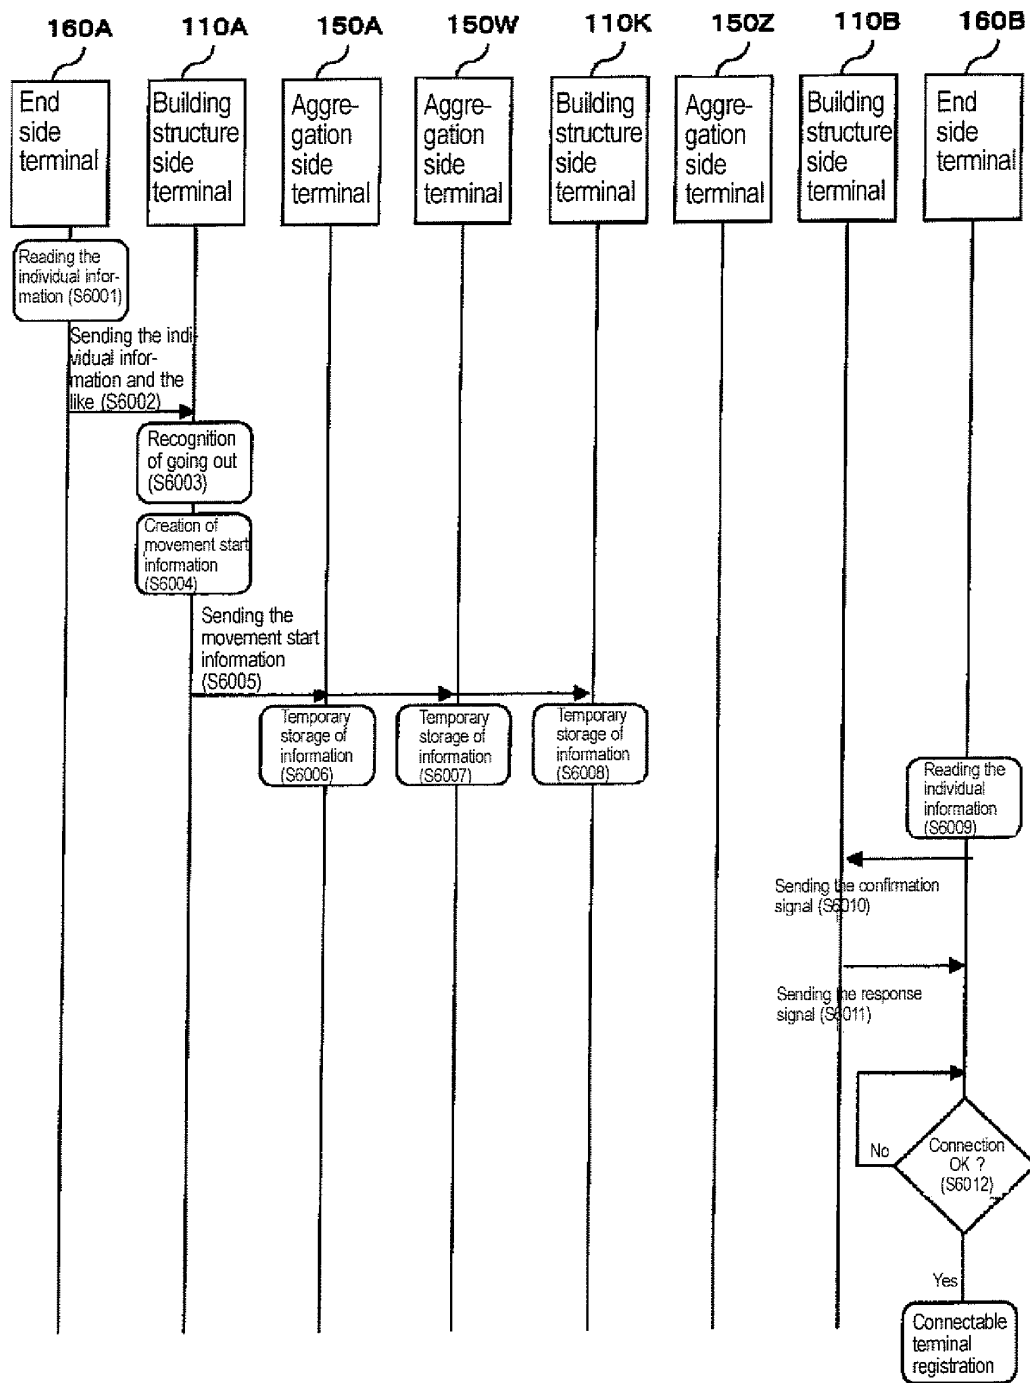 160A
110A
150A
150W
110K
150Z
110B
160B
End
side
terminal
Building
structure
side
terminal
Aggre-
gation
side
terminal
Aggre-
gation
side
terminal
Building
structure
side
terminal
Aggre-
gation
side
terminal
Building
structure
side
terminal
End
side
terminal
Reading the
individual infor-
mation (S6001)
Sending the indi-
vidual infor-
mation and the
like (S6002)
Recognition
of going out
(S6003)
Creation of
movement start
information
(S6004)
Sending the
movement start
information
(S6005)
Temporary
storage of
information
(S6006)
Temporary
storage of
information
(S6007)
Temporary
storage of
information
(S6008)
Reading the
individual
information
(S6009)
Sending the confirmation
signal (S6010)
Sending the response
signal (S6011)
No
Connection
OK ?
(S6012)
Yes
Connectable
terminal
registration